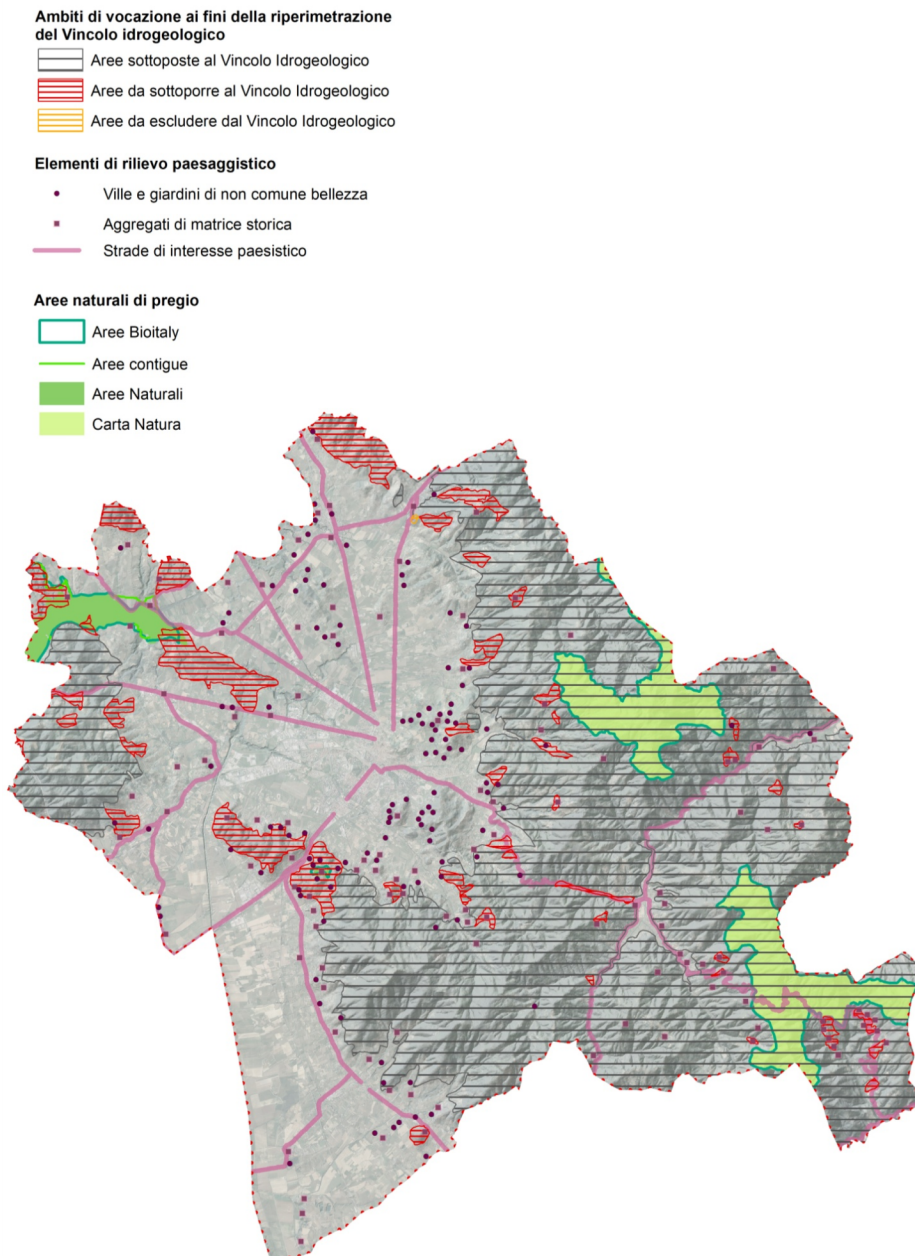 Ambiti di vocazione ai fini della riperimetrazione
del Vincolo idrogeologico
Aree sottoposte al Vincolo Idrogeologico
Aree da sottoporre al Vincolo Idrogeologico
Aree da escludere dal Vincolo Idrogeologico
Elementi di rilievo paesaggistico
Ville e giardini di non comune bellezza
Aggregati di matrice storica
Strade di interesse paesistico
Aree naturali di pregio
Aree Bioitaly
Aree contigue
Aree Naturali
Carta Natura